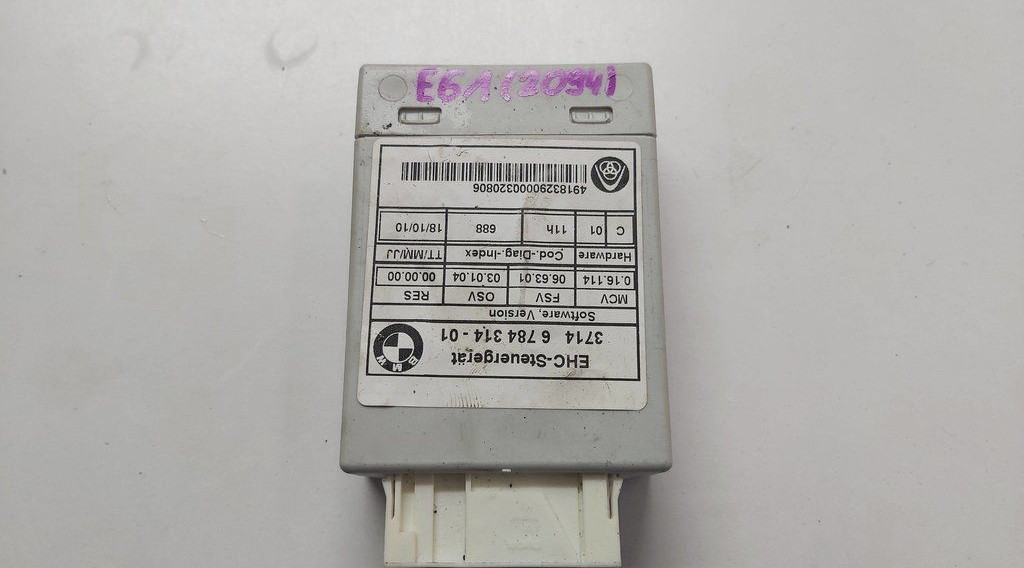 E61(2094)
EHC-Steuergerät
3714 6 784 314 - 01
BMW
Software, Version
MCV FSV OSV RES
0.16.114 06.63.01 03.01.04 00.00.00
Hardware Cod.-Diag.-Index TT/MM/JJ
C 01 11h 688 18/10/10
49183290000320806